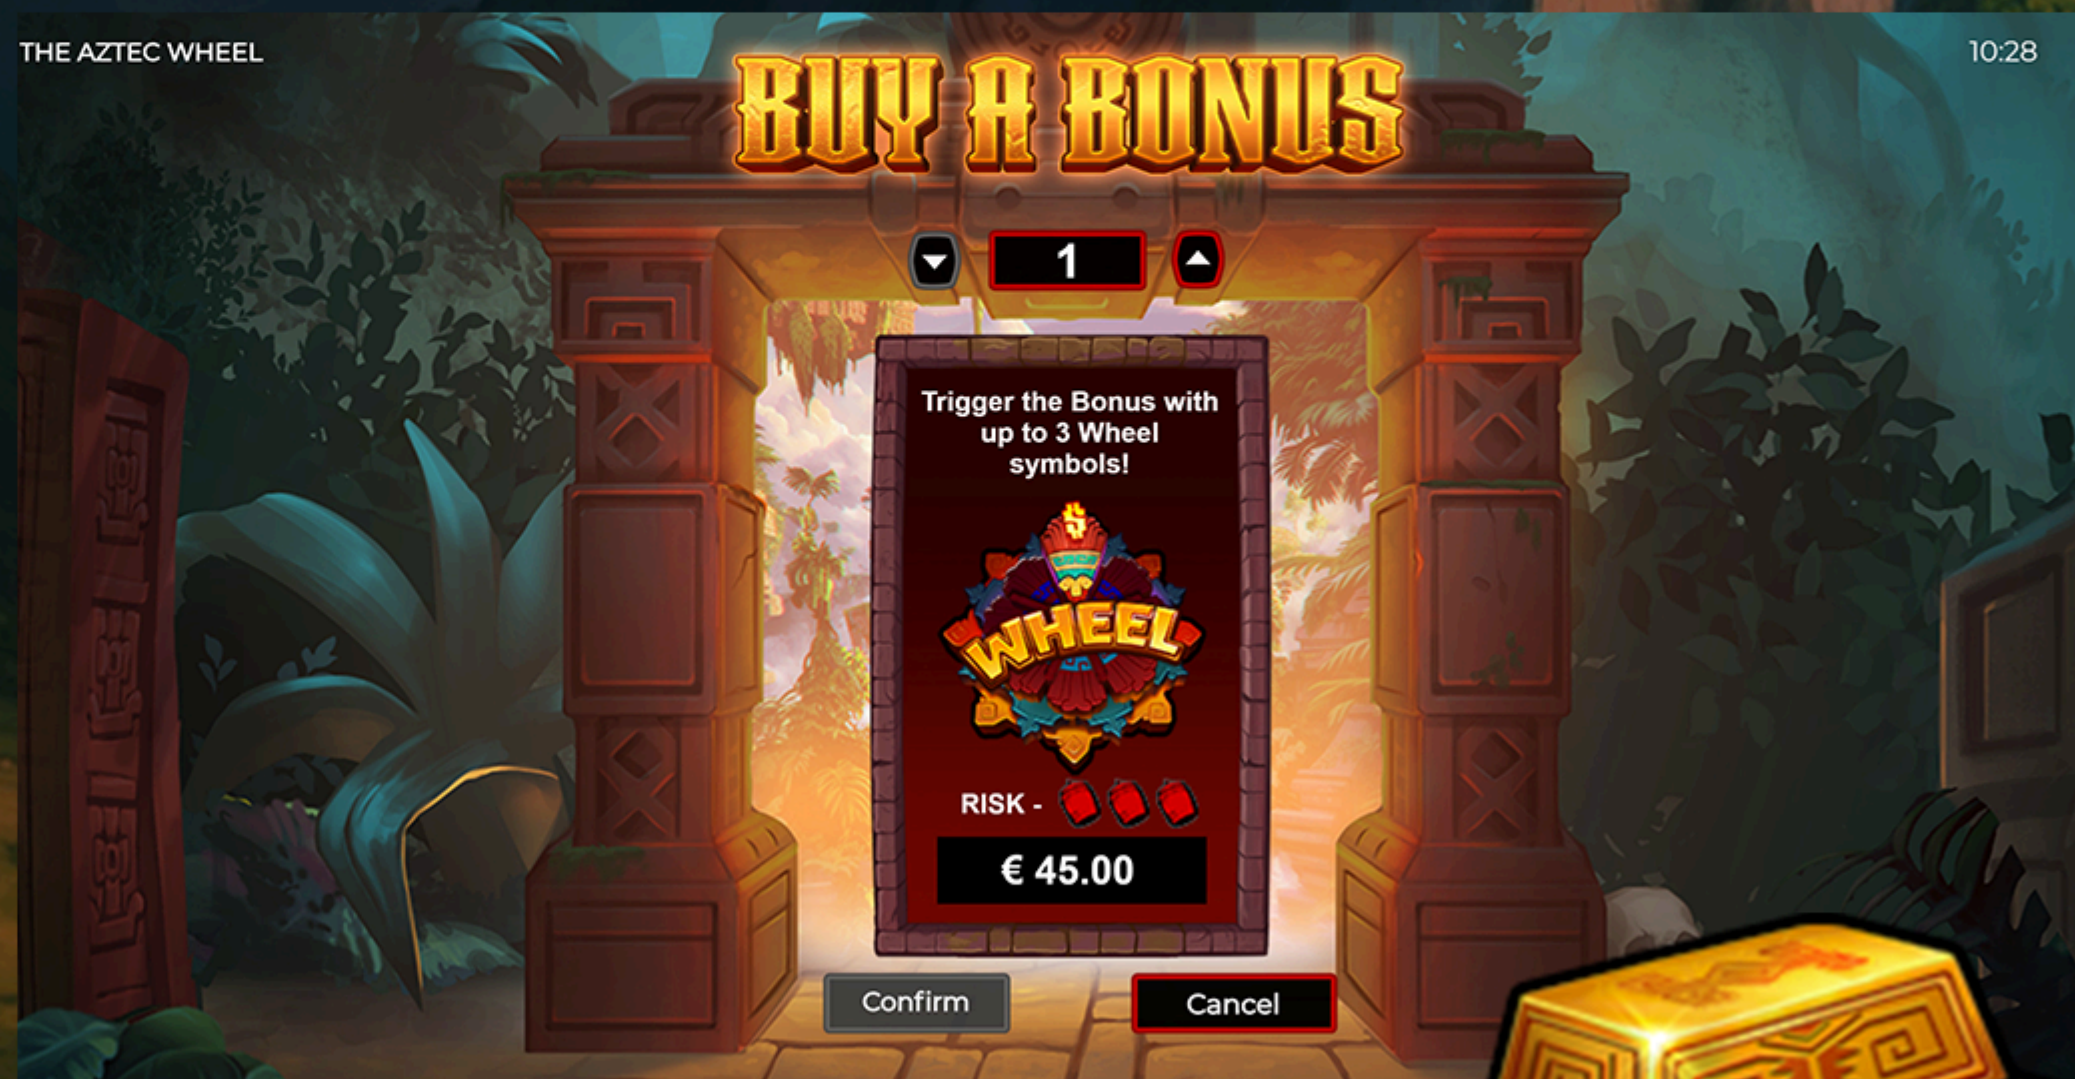 THE AZTEC WHEEL
10:28
BUY A BONUS
1
Trigger the Bonus with
up to 3 Wheel
symbols!
$
WHEEL
RISK -
€ 45.00
Confirm
Cancel